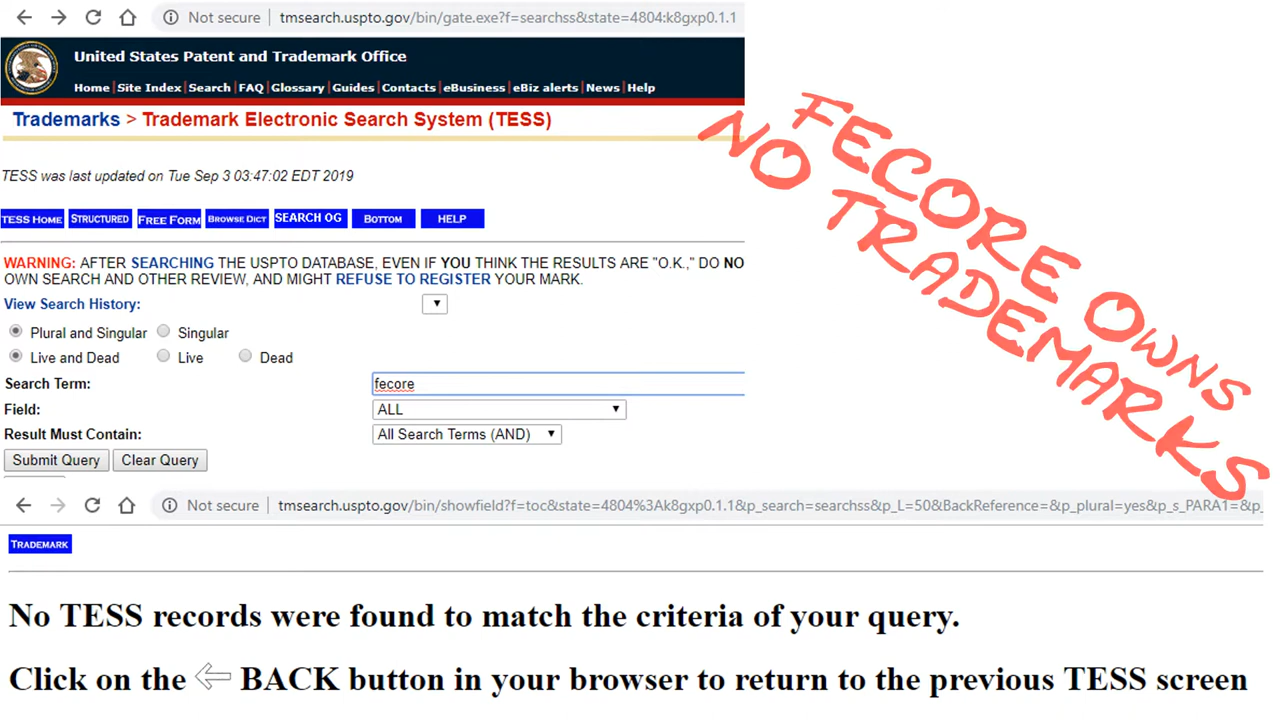 Not secure | tmsearch.uspto.gov/bin/gate.exe?f=searchss&state=4804:k8gxp0.1.1
United States Patent and Trademark Office
Home | Site Index | Search | FAQ | Glossary | Guides | Contacts | eBusiness | eBiz alerts | News | Help
Trademarks > Trademark Electronic Search System (TESS)
FECORE OWNS
NO TRADEMARKS
TESS was last updated on Tue Sep 3 03:47:02 EDT 2019
TESS HOME STRUCTURED FREE FORM BROWSE DICT SEARCH OG BOTTOM HELP
WARNING: AFTER SEARCHING THE USPTO DATABASE, EVEN IF YOU THINK THE RESULTS ARE "O.K.," DO NO
OWN SEARCH AND OTHER REVIEW, AND MIGHT REFUSE TO REGISTER YOUR MARK.
View Search History:
Plural and Singular Singular
Live and Dead Live Dead
Search Term: fecore
Field: ALL
Result Must Contain: All Search Terms (AND)
Submit Query Clear Query
Not secure | tmsearch.uspto.gov/bin/showfield?f=toc&state=4804%3Ak8gxp0.1.1&p_search=searchss&p_L=50&BackReference=&p_plural=yes&p_s_PARA1=&p_
TRADEMARK
No TESS records were found to match the criteria of your query.
Click on the ⇐ BACK button in your browser to return to the previous TESS screen